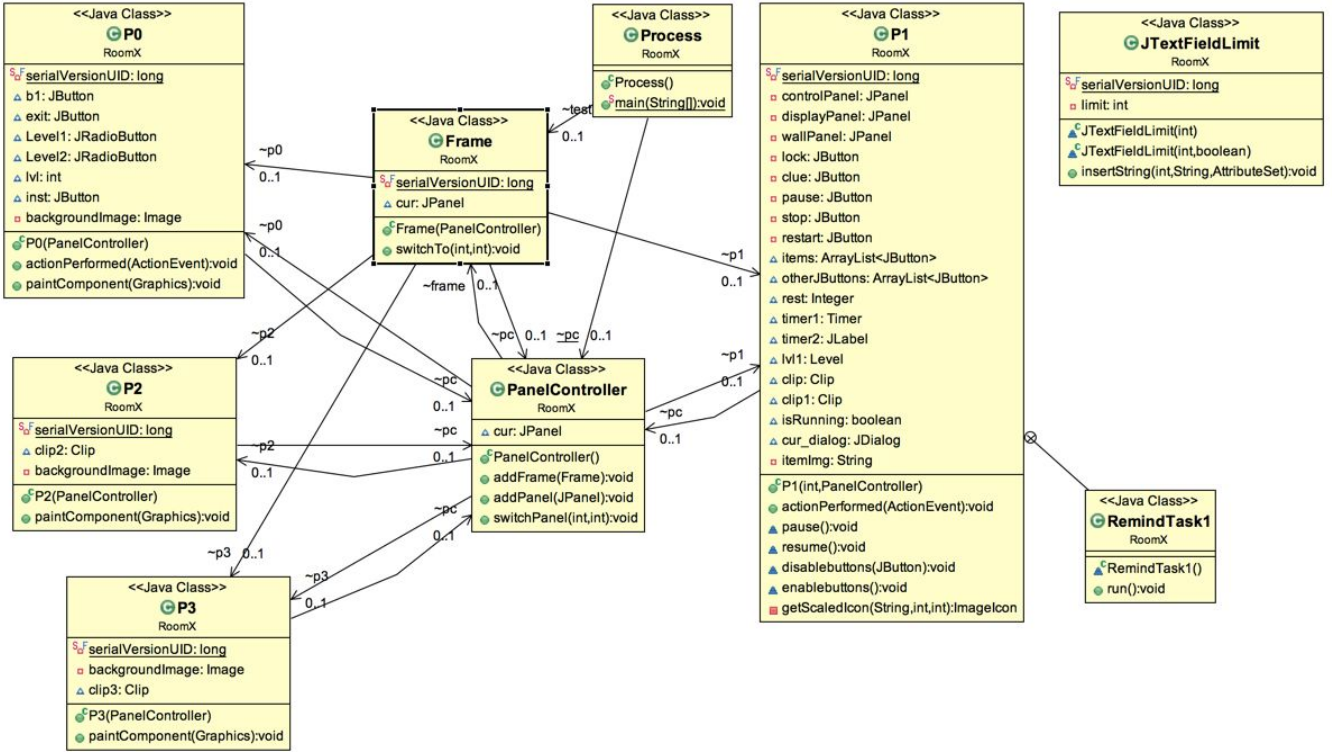 <<Java Class>>
P0
RoomX
serialVersionUID: long
b1: JButton
exit: JButton
Level1: JRadioButton
Level2: JRadioButton
lvl: int
inst: JButton
backgroundImage: Image
P0(PanelController)
actionPerformed(ActionEvent):void
paintComponent(Graphics):void
<<Java Class>>
Frame
RoomX
serialVersionUID: long
cur: JPanel
Frame(PanelController)
switchTo(int,int):void
<<Java Class>>
Process
RoomX
Process()
main(String[]):void
<<Java Class>>
P1
RoomX
serialVersionUID: long
controlPanel: JPanel
displayPanel: JPanel
wallPanel: JPanel
lock: JButton
clue: JButton
pause: JButton
stop: JButton
restart: JButton
items: ArrayList<JButton>
otherJButtons: ArrayList<JButton>
rest: Integer
timer1: Timer
timer2: JLabel
lvl1: Level
clip: Clip
clip1: Clip
isRunning: boolean
cur_dialog: JDialog
itemImg: String
P1(int,PanelController)
actionPerformed(ActionEvent):void
pause():void
resume():void
disablebuttons(JButton):void
enablebuttons():void
getScaledIcon(String,int,int):ImageIcon
<<Java Class>>
JTextFieldLimit
RoomX
serialVersionUID: long
limit: int
JTextFieldLimit(int)
JTextFieldLimit(int,boolean)
insertString(int,String,AttributeSet):void
~test
0..1
~p0
0..1
~p0
0..1
~p1
0..1
~frame
0..1
~pc
0..1
~pc
0..1
~p2
0..1
~p1
0..1
~pc
0..1
~pc
0..1
<<Java Class>>
P2
RoomX
serialVersionUID: long
clip2: Clip
backgroundImage: Image
P2(PanelController)
paintComponent(Graphics):void
<<Java Class>>
PanelController
RoomX
cur: JPanel
PanelController()
addFrame(Frame):void
addPanel(JPanel):void
switchPanel(int,int):void
~pc
0..1
~p2
0..1
~pc
0..1
~p3
0..1
~p3
0..1
<<Java Class>>
RemindTask1
RoomX
RemindTask1()
run():void
<<Java Class>>
P3
RoomX
serialVersionUID: long
backgroundImage: Image
clip3: Clip
P3(PanelController)
paintComponent(Graphics):void